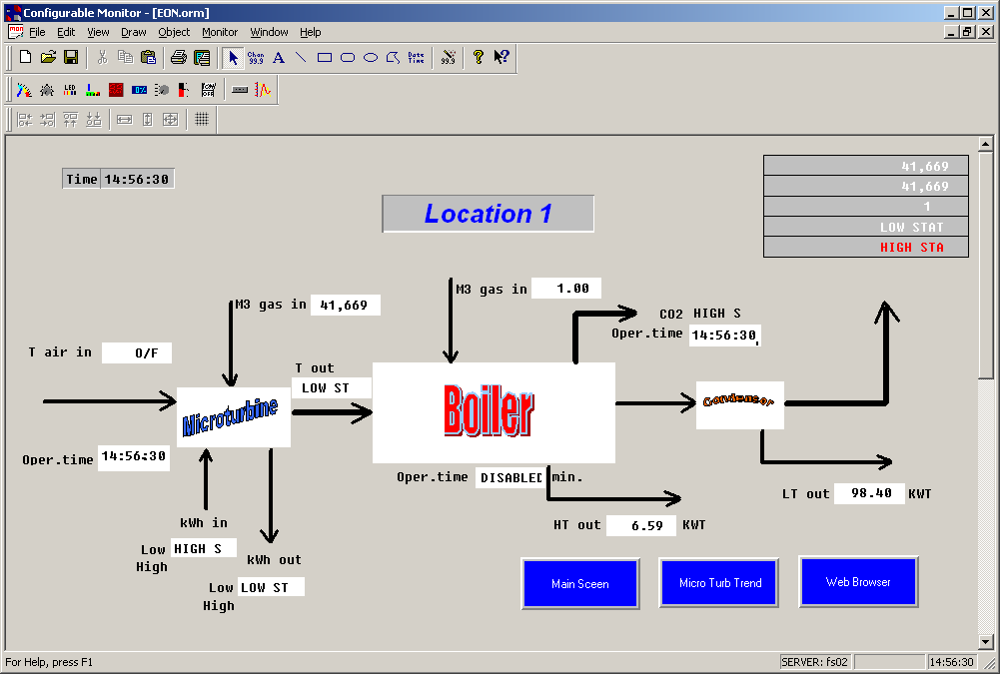 Configurable Monitor - [EON.orm]
File Edit View Draw Object Monitor Window Help
Chan 99.9 A Date Time 99.9 ? ?
LED 0% ON/ OFF
Time 14:56:30
41,669
41,669
1
LOW STAT
HIGH STA
Location 1
M3 gas in 41,669
M3 gas in 1.00
CO2 HIGH S
Oper.time 14:56:30
T air in O/F
T out
LOW ST
Microturbine
Boiler
Oper.time 14:56:30
Oper.time DISABLED min.
LT out 98.40 KWT
HT out 6.59 KWT
kWh in
Low HIGH S
High
kWh out
Low LOW ST
High
Main Sceen
Micro Turb Trend
Web Browser
For Help, press F1
SERVER: fs02
14:56:30